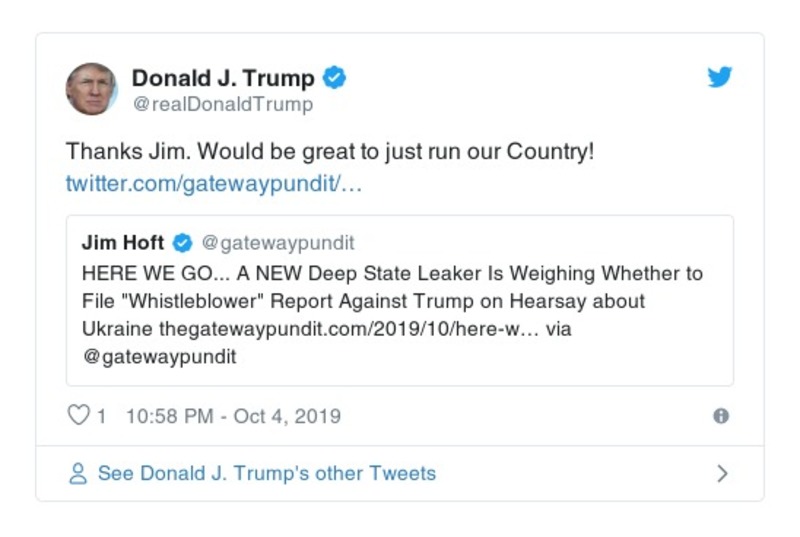 Donald J. Trump
@realDonaldTrump
Thanks Jim. Would be great to just run our Country!
twitter.com/gatewaypundit/…
Jim Hoft @gatewaypundit
HERE WE GO... A NEW Deep State Leaker Is Weighing Whether to
File "Whistleblower" Report Against Trump on Hearsay about
Ukraine thegatewaypundit.com/2019/10/here-w… via
@gatewaypundit
1 10:58 PM - Oct 4, 2019
See Donald J. Trump's other Tweets